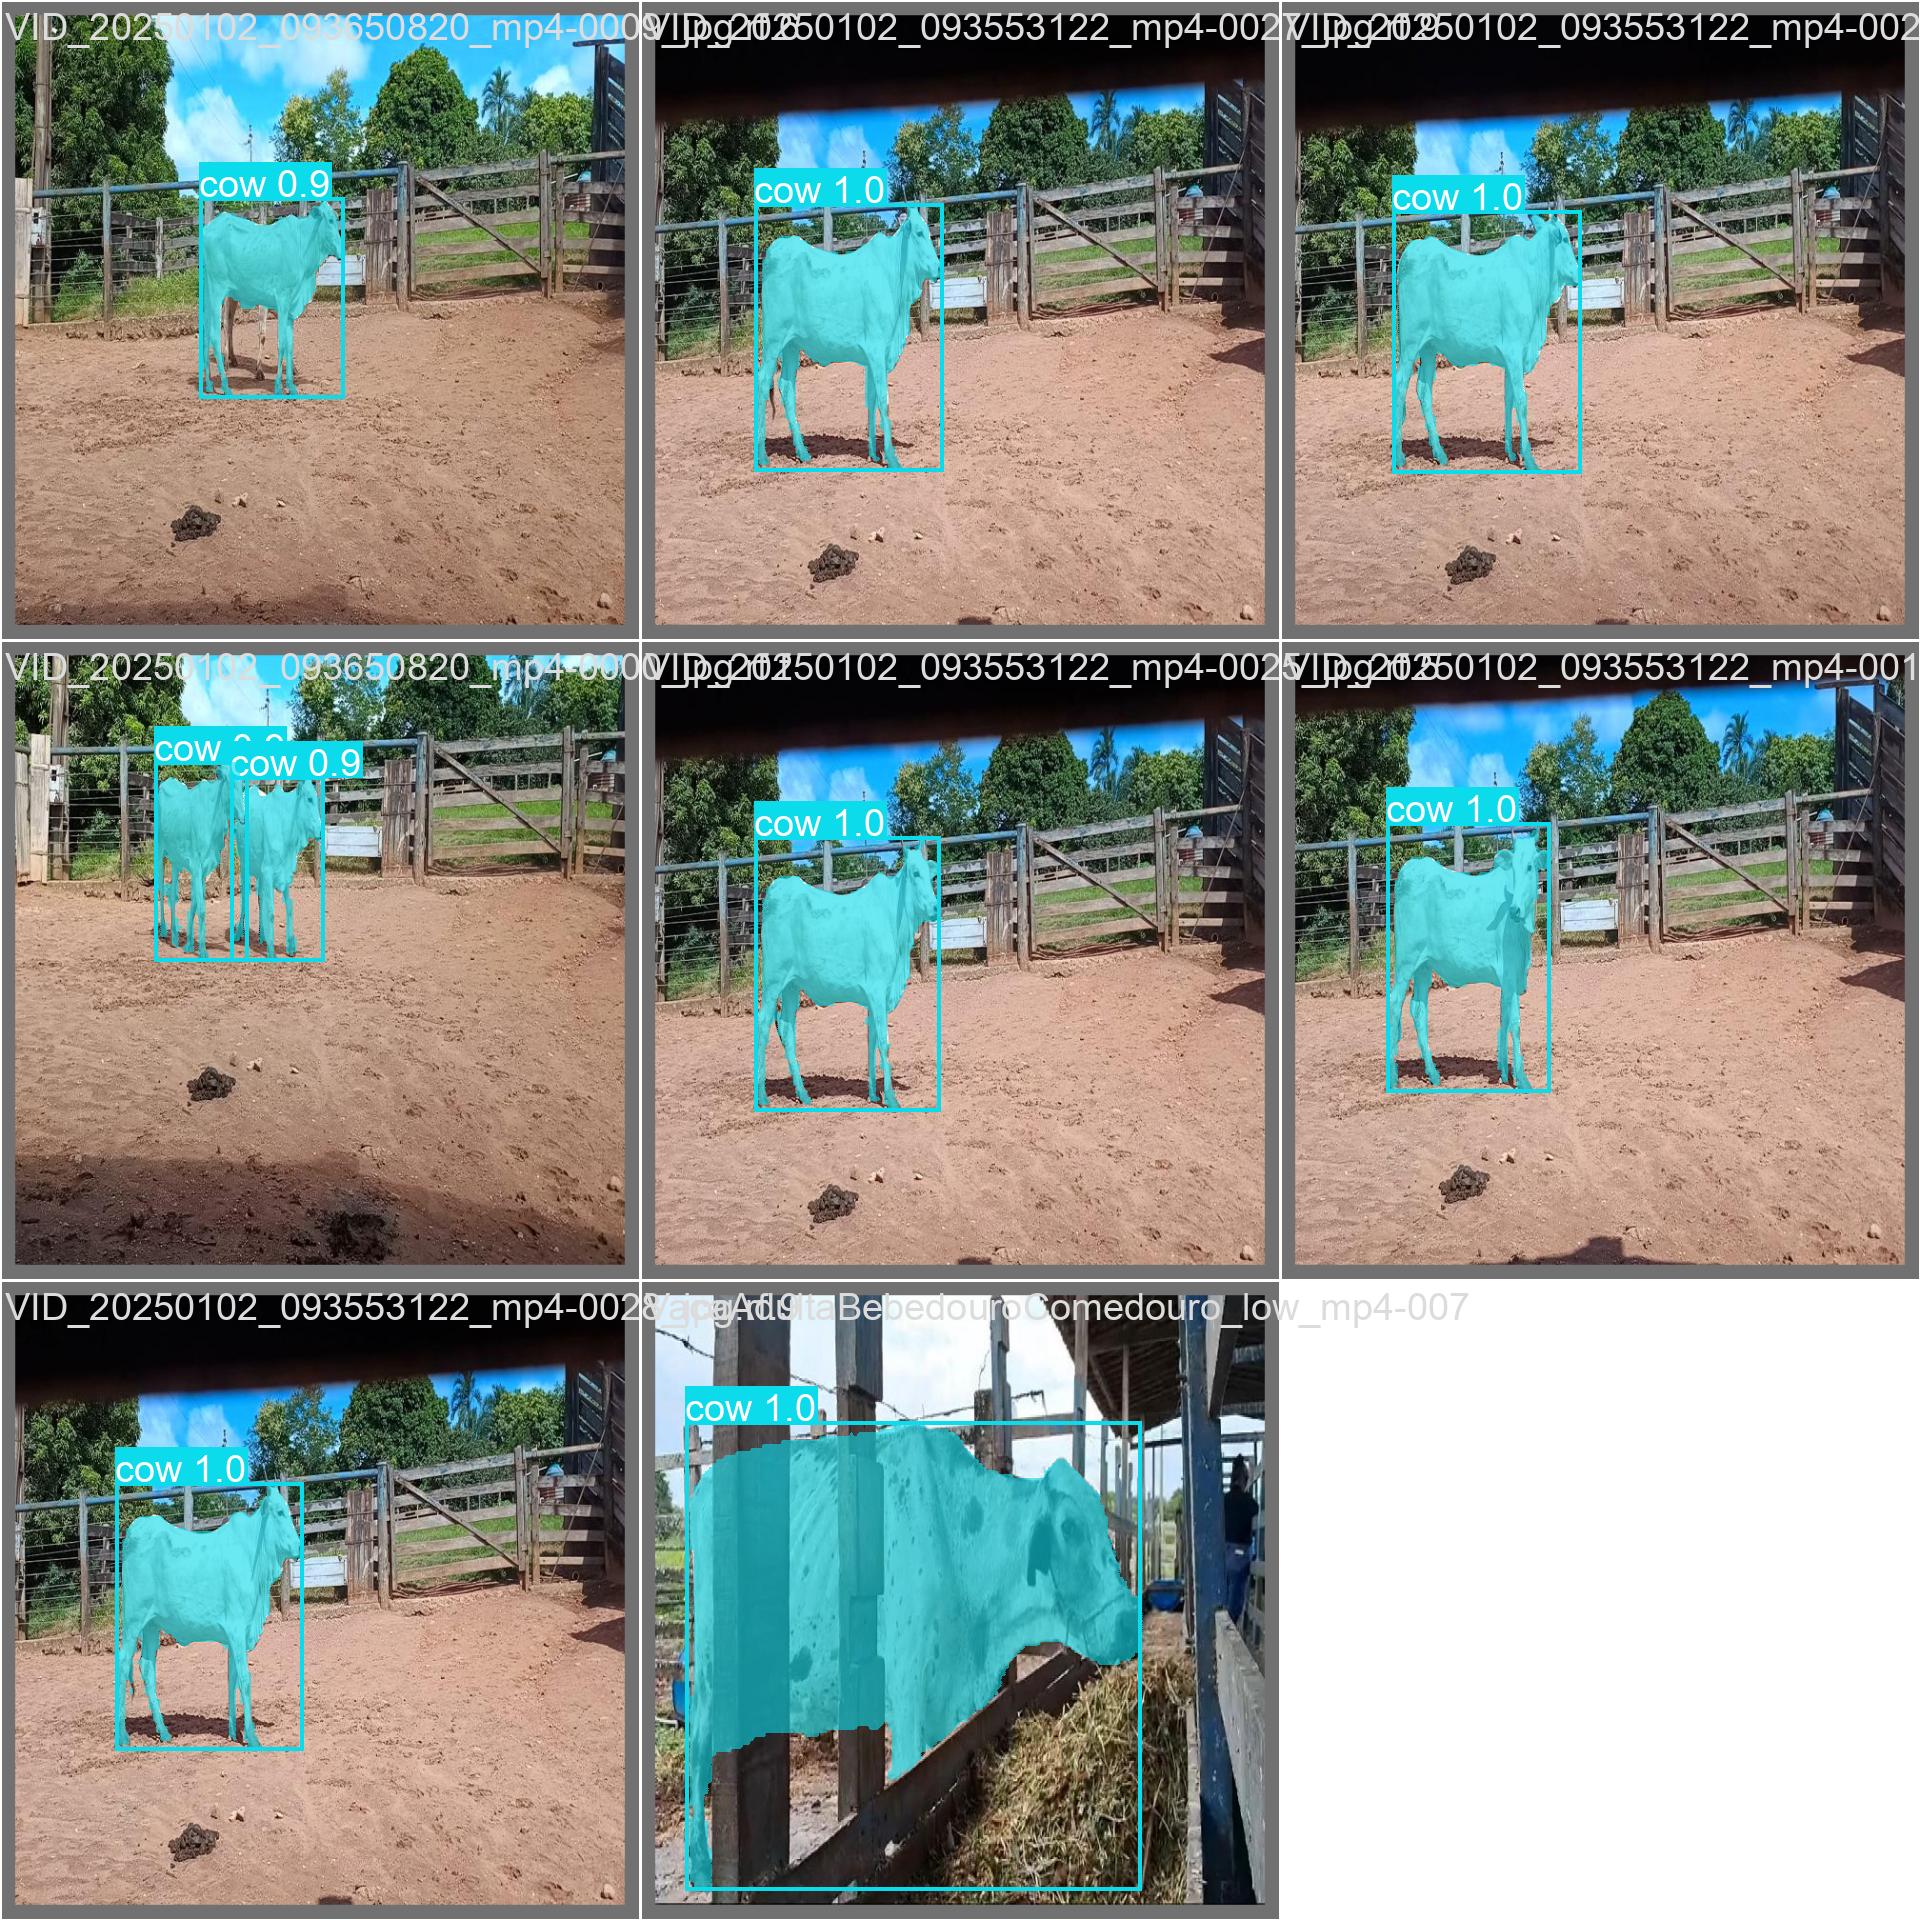 VID_20250102_093650820_mp4-0009_jpg.rf.6
VID_20250102_093553122_mp4-0027_jpg.rf.9
VID_20250102_093553122_mp4-002
cow 0.9
cow 1.0
cow 1.0
VID_20250102_093650820_mp4-0000_jpg.rf.
VID_20250102_093553122_mp4-0025_jpg.rf.
VID_20250102_093553122_mp4-001
cow
cow 0.9
cow 1.0
cow 1.0
VID_20250102_093553122_mp4-0028_jpg.rf.9
VacaAdultaBebedouroComedouro_low_mp4-007
cow 1.0
cow 1.0